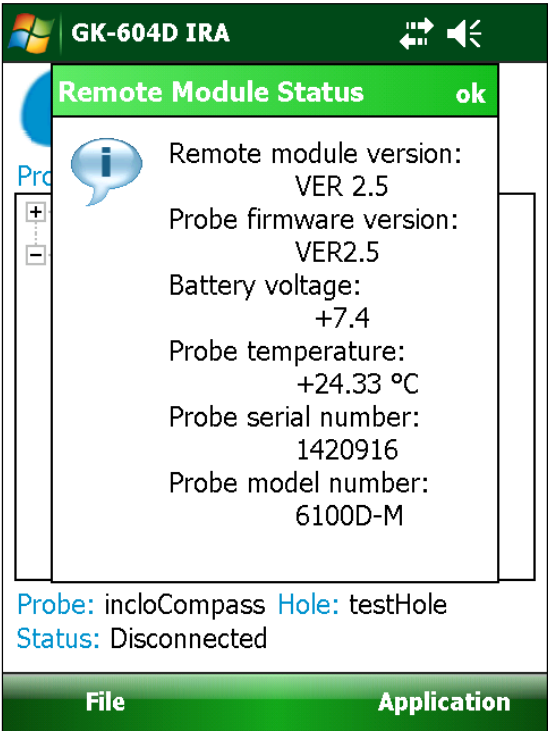 GK-604D IRA
Remote Module Status ok
Remote module version:
VER 2.5
Probe firmware version:
VER2.5
Battery voltage:
+7.4
Probe temperature:
+24.33 °C
Probe serial number:
1420916
Probe model number:
6100D-M
Pro
Probe: incloCompass Hole: testHole
Status: Disconnected
File Application